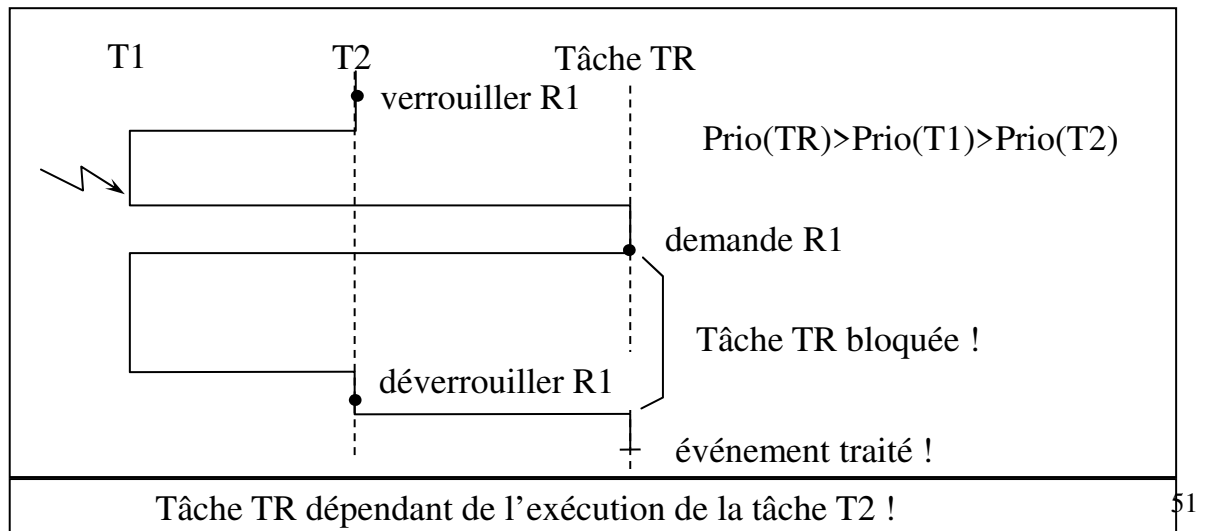 T1 T2 Tâche TR
verrouiller R1
Prio(TR)>Prio(T1)>Prio(T2)
demande R1
Tâche TR bloquée !
déverrouiller R1
événement traité !
Tâche TR dépendant de l'exécution de la tâche T2 !
51